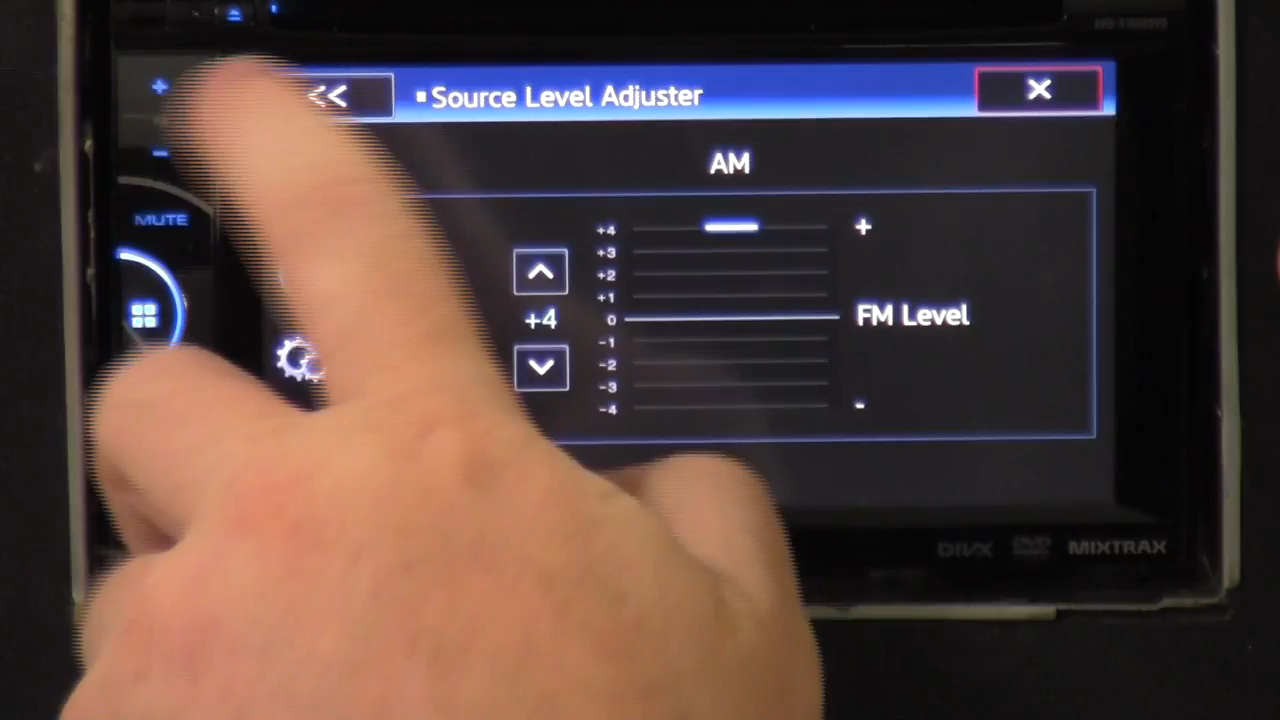 +
<< ▪Source Level Adjuster ×
-
AM
MUTE
+4 +
+3
+2
+1
+4 0 FM Level
-1
-2
-3
-4 -
DIVX DVD MIXTRAX